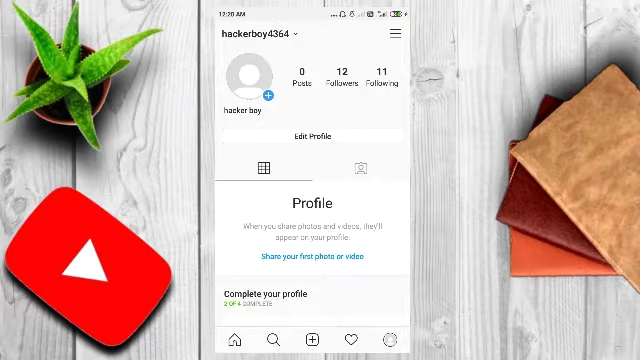 12:20 AM
hackerboy4364
0 12 11
Posts Followers Following
hacker boy
Edit Profile
Profile
When you share photos and videos, they'll
appear on your profile.
Share your first photo or video
Complete your profile
2 OF 4 COMPLETE